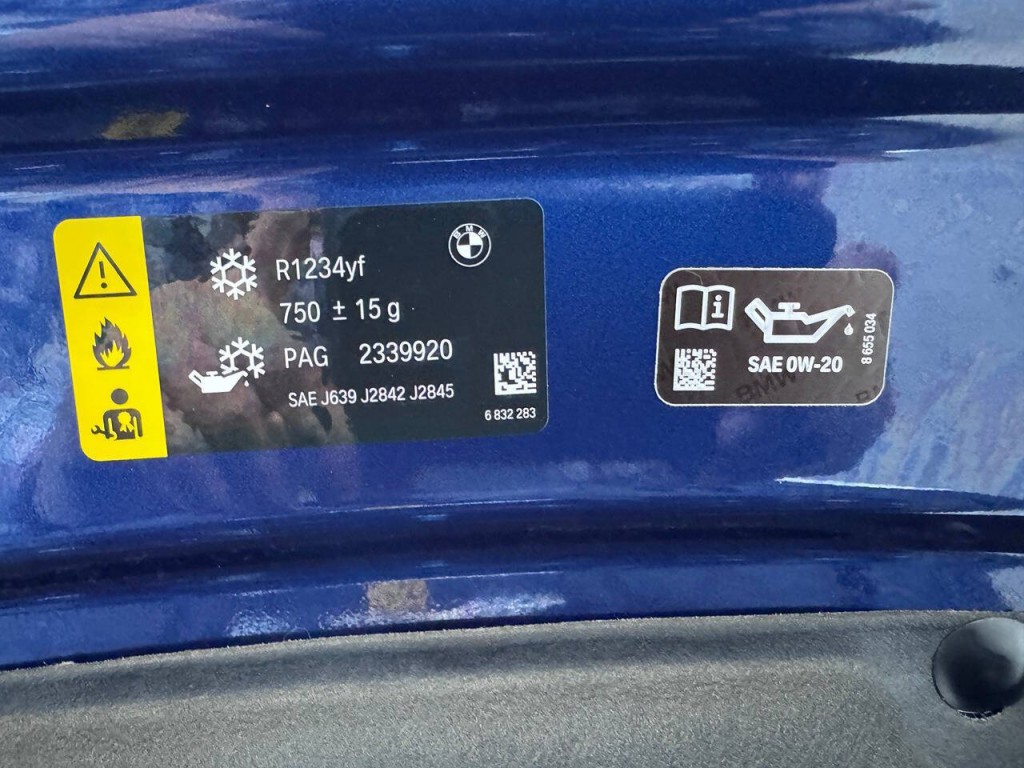 BMW
R1234yf
750 ± 15 g
PAG 2339920
SAE J639 J2842 J2845
6 832 283
SAE 0W-20
8 655 034
BMW